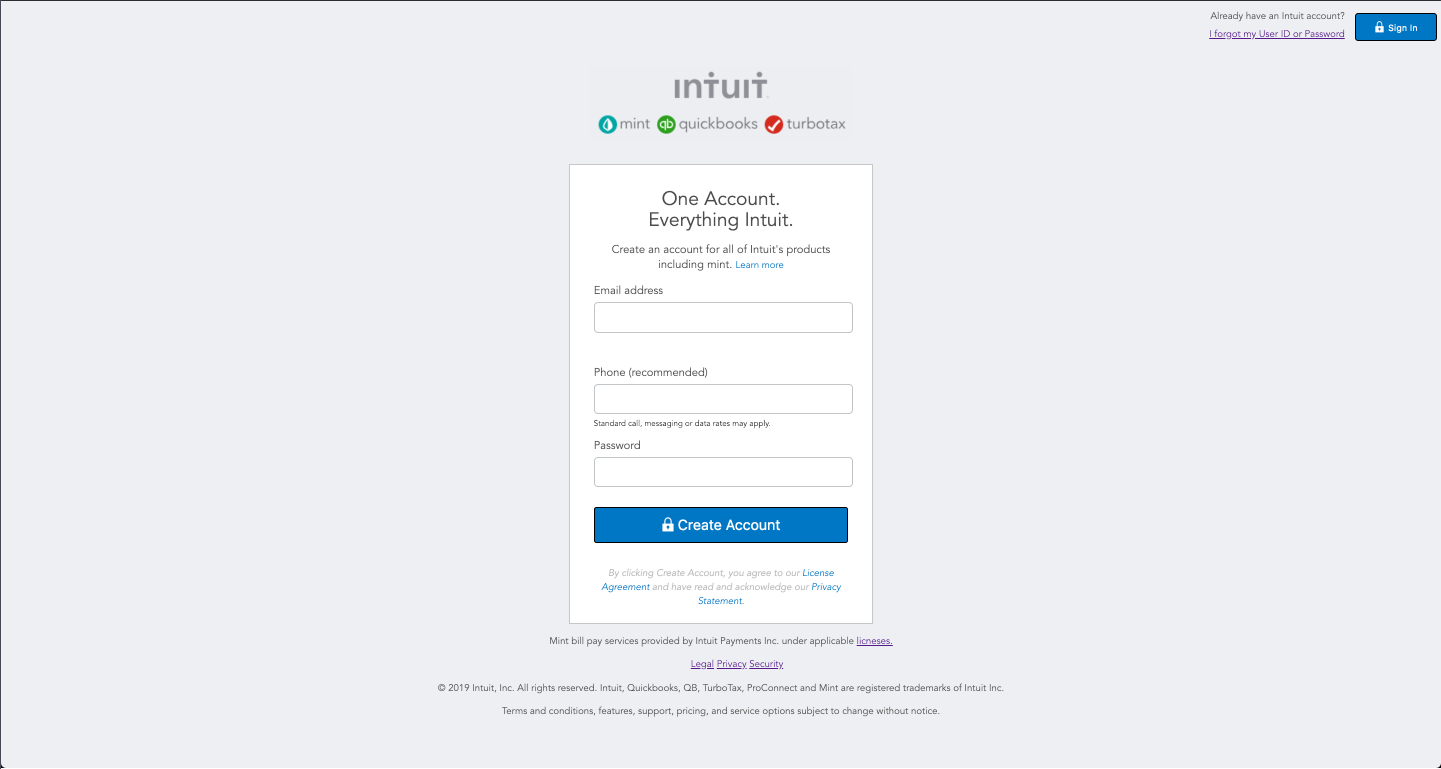 Already have an Intuit account?
I forgot my User ID or Password
Sign In
intuit
mint qb quickbooks turbotax
One Account.
Everything Intuit.
Create an account for all of Intuit's products
including mint. Learn more
Email address
Phone (recommended)
Standard call, messaging or data rates may apply.
Password
Create Account
By clicking Create Account, you agree to our License
Agreement and have read and acknowledge our Privacy
Statement.
Mint bill pay services provided by Intuit Payments Inc. under applicable licneses.
Legal Privacy Security
© 2019 Intuit, Inc. All rights reserved. Intuit, Quickbooks, QB, TurboTax, ProConnect and Mint are registered trademarks of Intuit Inc.
Terms and conditions, features, support, pricing, and service options subject to change without notice.